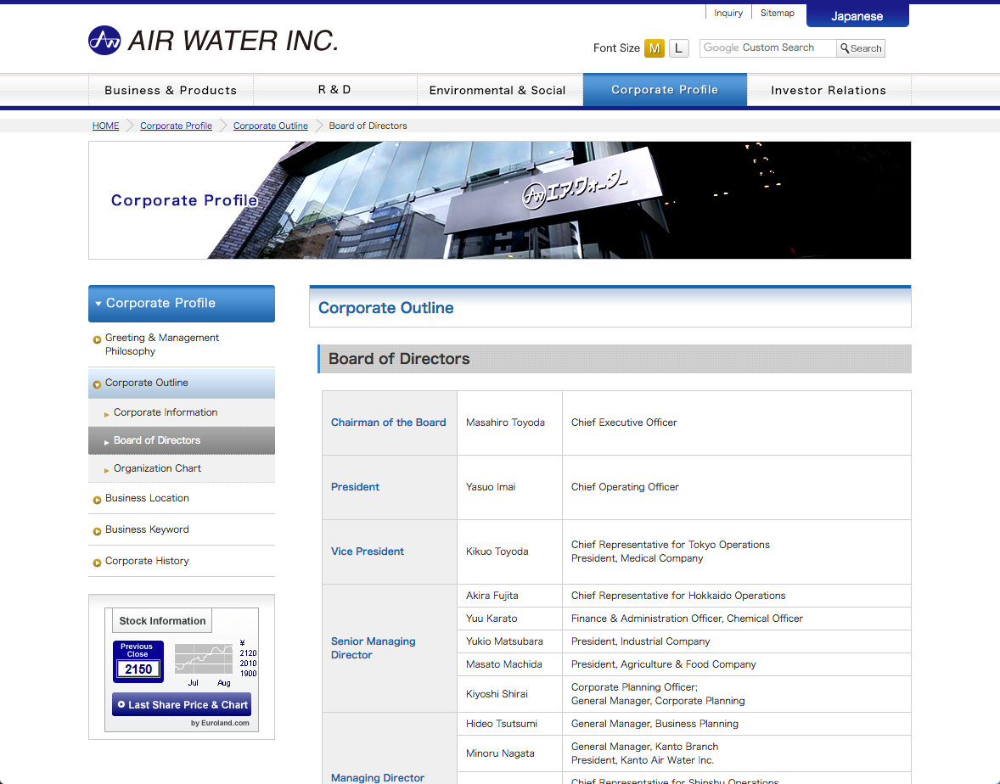 Inquiry
Sitemap
Japanese
AIR WATER INC.
Font Size M L
Google Custom Search
Search
Business & Products
R & D
Environmental & Social
Corporate Profile
Investor Relations
HOME
Corporate Profile
Corporate Outline
Board of Directors
Corporate Profile
エア・ウォーター
Corporate Profile
Greeting & Management
Philosophy
Corporate Outline
Corporate Information
Board of Directors
Organization Chart
Business Location
Business Keyword
Corporate History
Stock Information
Previous
Close
2150
¥
2120
2010
1900
Jul
Aug
Last Share Price & Chart
by Euroland.com
Corporate Outline
Board of Directors
Chairman of the Board
Masahiro Toyoda
Chief Executive Officer
President
Yasuo Imai
Chief Operating Officer
Vice President
Kikuo Toyoda
Chief Representative for Tokyo Operations
President, Medical Company
Senior Managing
Director
Akira Fujita
Chief Representative for Hokkaido Operations
Yuu Karato
Finance & Administration Officer, Chemical Officer
Yukio Matsubara
President, Industrial Company
Masato Machida
President, Agriculture & Food Company
Kiyoshi Shirai
Corporate Planning Officer;
General Manager, Corporate Planning
Managing Director
Hideo Tsutsumi
General Manager, Business Planning
Minoru Nagata
General Manager, Kanto Branch
President, Kanto Air Water Inc.
Chief Representative for Shinshu Operations